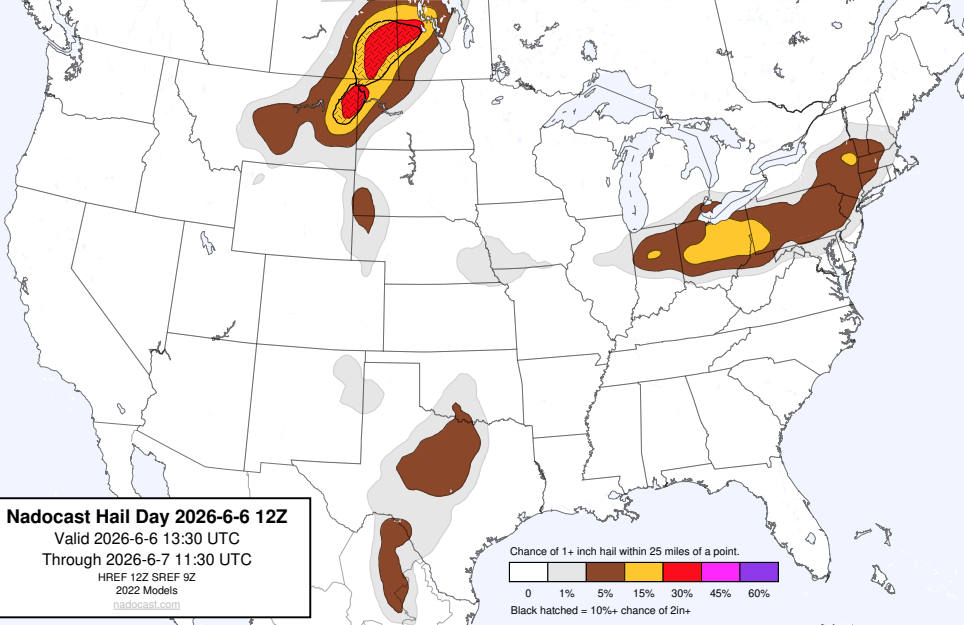 Nadocast Hail Day 2026-6-6 12Z
Valid 2026-6-6 13:30 UTC
Through 2026-6-7 11:30 UTC
HREF 12Z SREF 9Z
2022 Models
nadocast.com
Chance of 1+ inch hail within 25 miles of a point.
0 1% 5% 15% 30% 45% 60%
Black hatched = 10%+ chance of 2in+